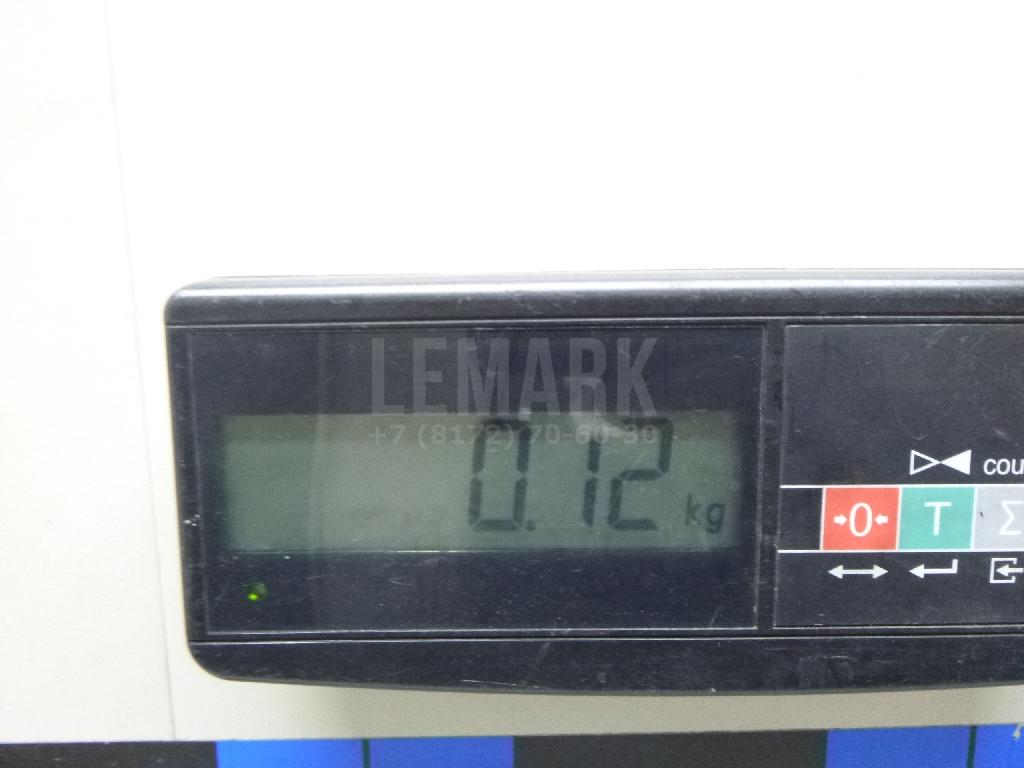 LEMARK
+7 (8172) 70-60-30
0.12 kg
cou
→0← T Σ